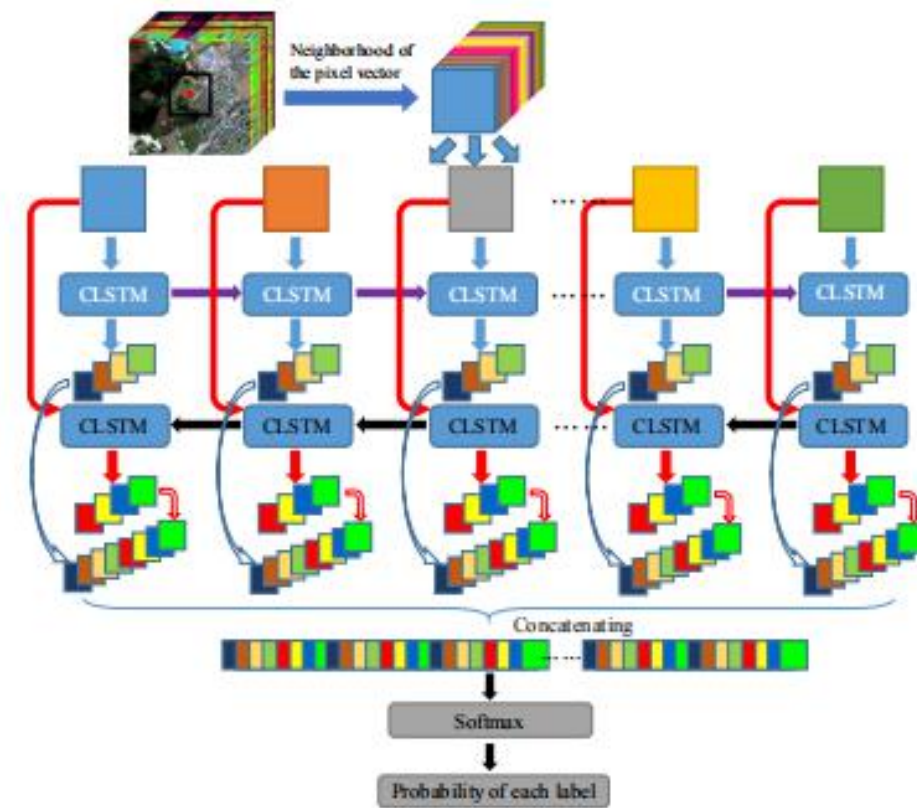 Neighborhood of
the pixel vector
CLSTM CLSTM CLSTM CLSTM CLSTM
CLSTM CLSTM CLSTM CLSTM CLSTM
Concatenating
Softmax
Probability of each label